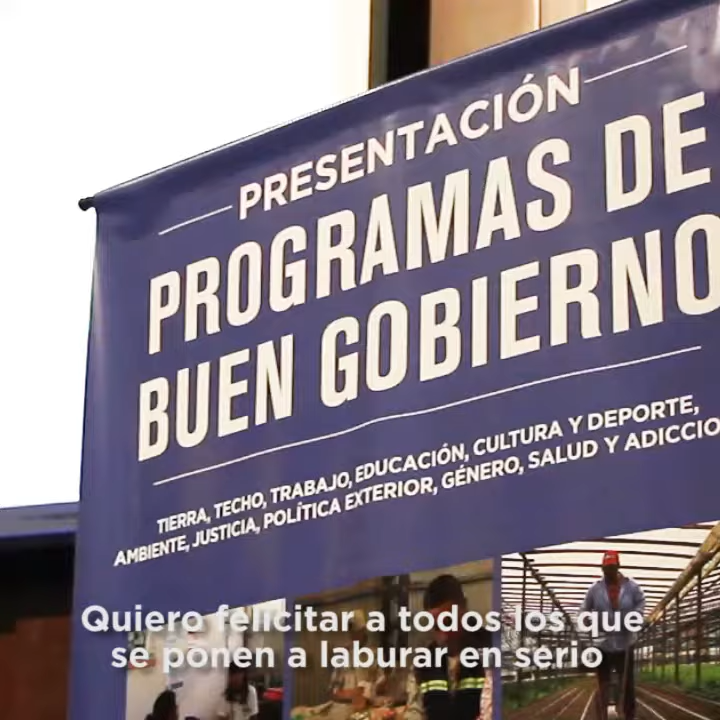 PRESENTACIÓN
PROGRAMAS DE
BUEN GOBIERNO
TIERRA, TECHO, TRABAJO, EDUCACIÓN, CULTURA Y DEPORTE,
AMBIENTE, JUSTICIA, POLÍTICA EXTERIOR, GÉNERO, SALUD Y ADICCIO
Quiero felicitar a todos los que
se ponen a laburar en serio